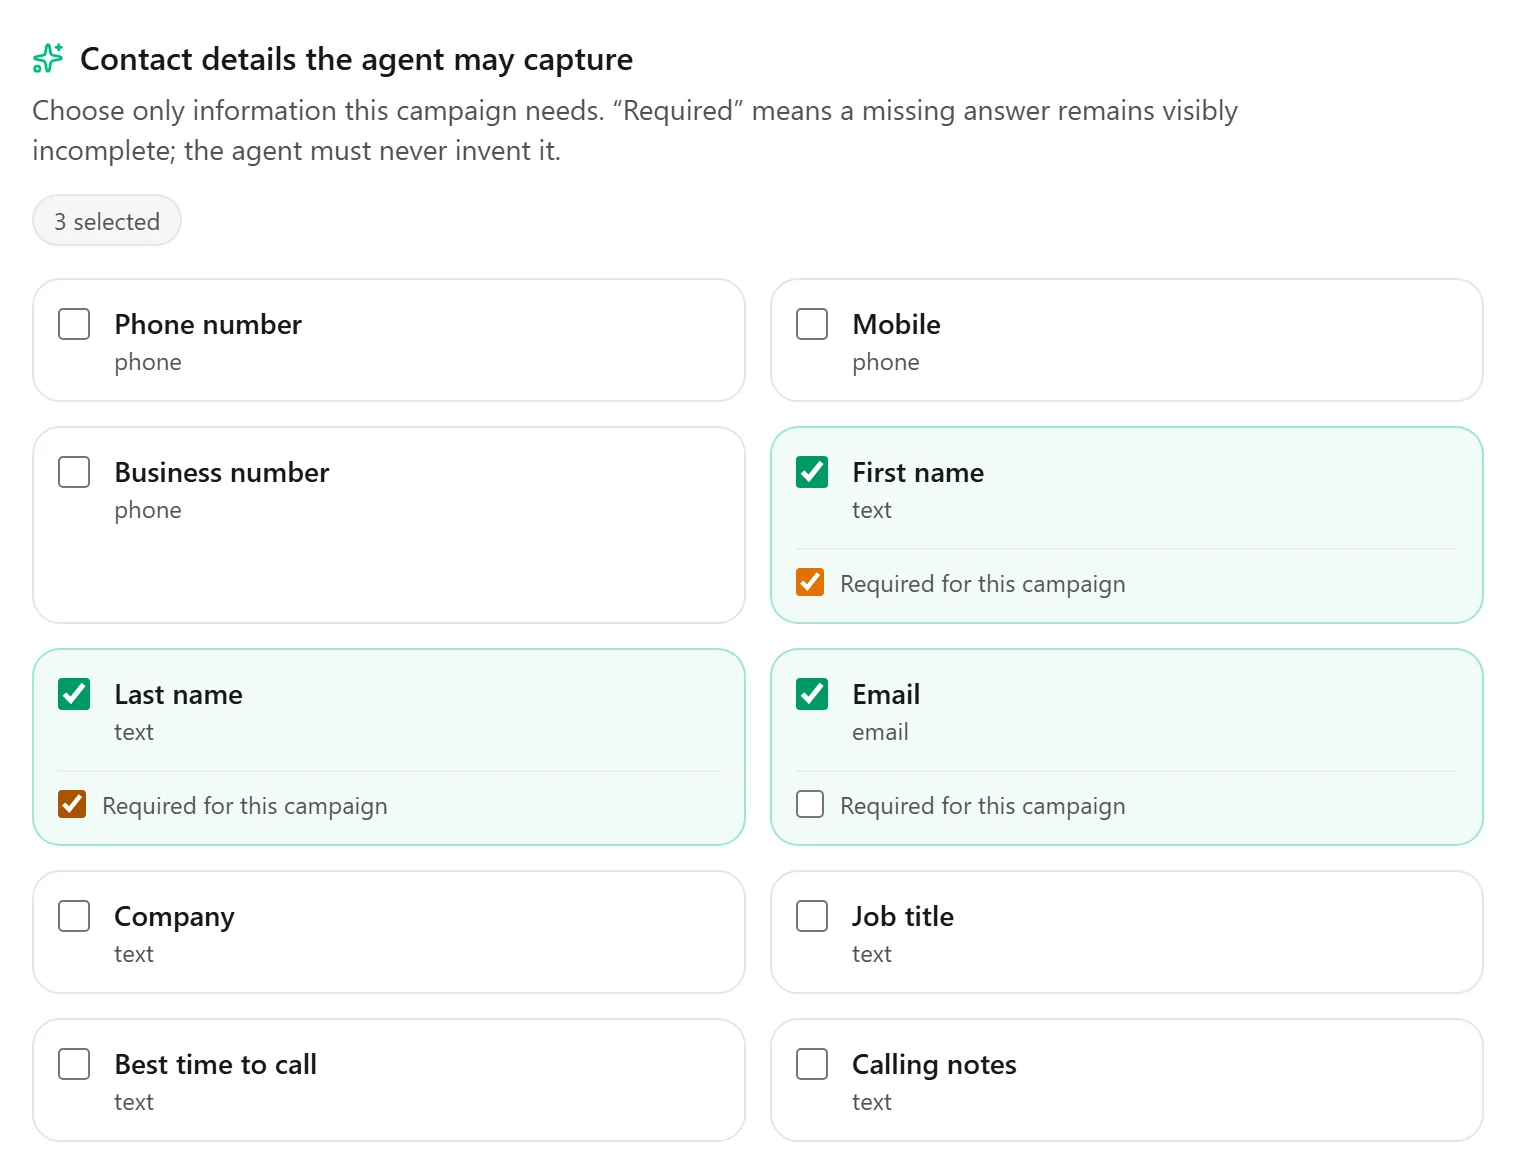 Contact details the agent may capture
Choose only information this campaign needs. “Required” means a missing answer remains visibly
incomplete; the agent must never invent it.
3 selected
Phone number
phone
Mobile
phone
Business number
phone
First name
text
Required for this campaign
Last name
text
Required for this campaign
Email
email
Required for this campaign
Company
text
Job title
text
Best time to call
text
Calling notes
text